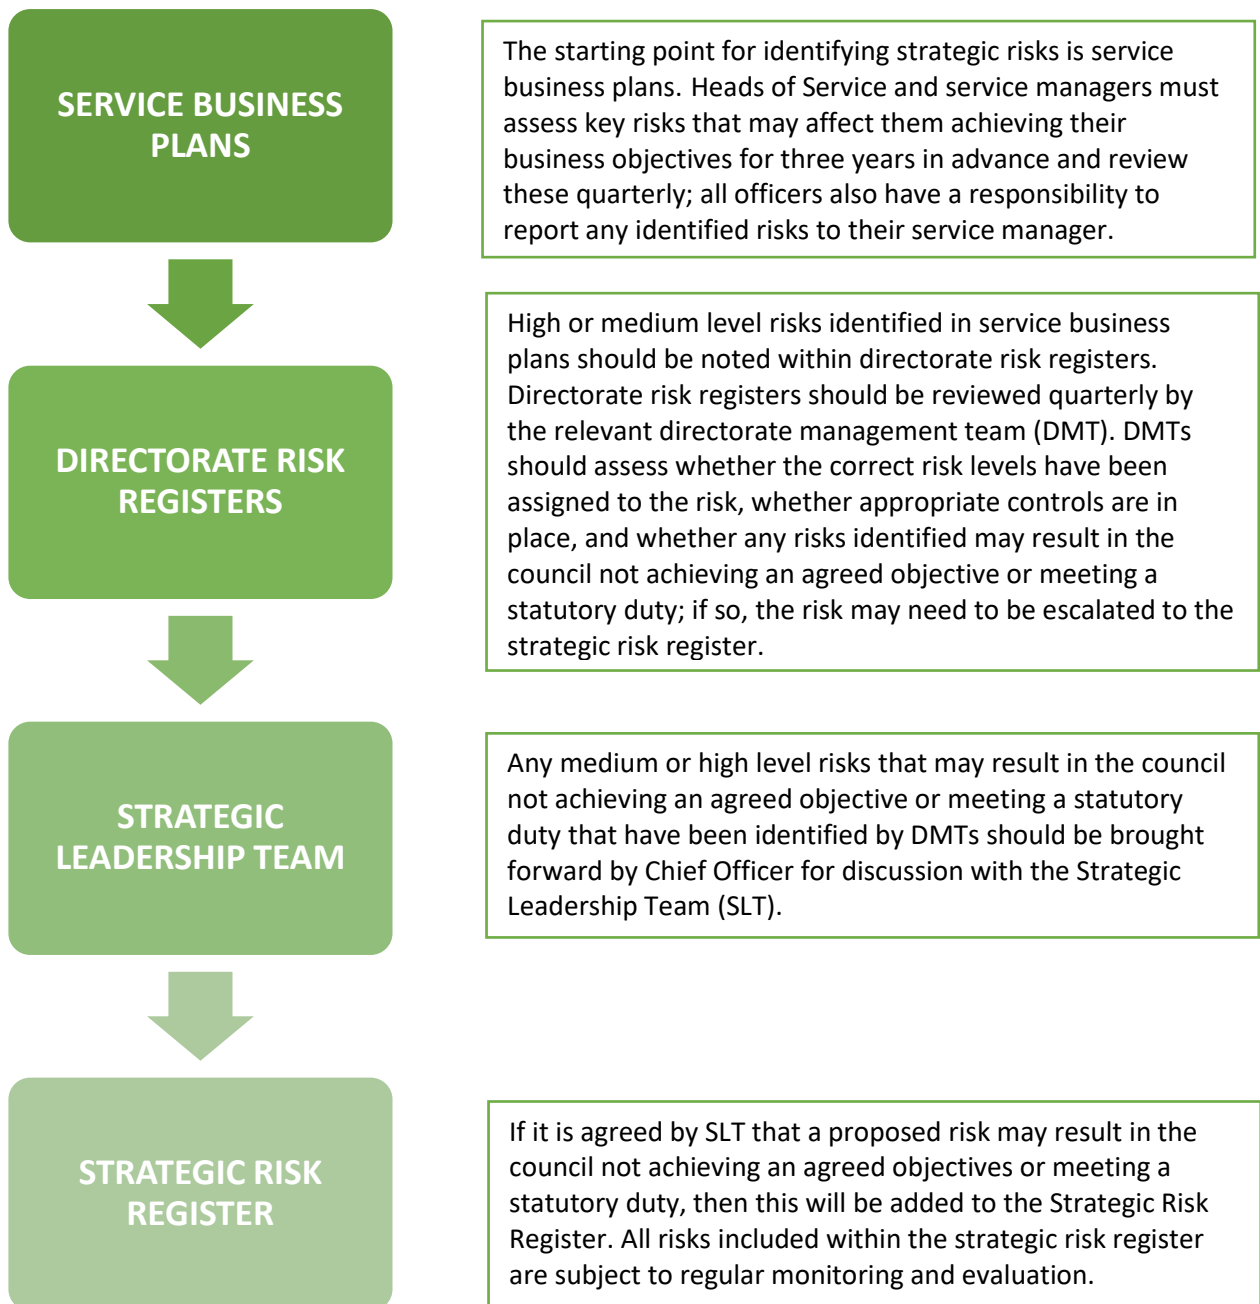 SERVICE BUSINESS
PLANS
The starting point for identifying strategic risks is service
business plans. Heads of Service and service managers must
assess key risks that may affect them achieving their
business objectives for three years in advance and review
these quarterly; all officers also have a responsibility to
report any identified risks to their service manager.
DIRECTORATE RISK
REGISTERS
High or medium level risks identified in service business
plans should be noted within directorate risk registers.
Directorate risk registers should be reviewed quarterly by
the relevant directorate management team (DMT). DMTs
should assess whether the correct risk levels have been
assigned to the risk, whether appropriate controls are in
place, and whether any risks identified may result in the
council not achieving an agreed objective or meeting a
statutory duty; if so, the risk may need to be escalated to the
strategic risk register.
STRATEGIC
LEADERSHIP TEAM
Any medium or high level risks that may result in the council
not achieving an agreed objective or meeting a statutory
duty that have been identified by DMTs should be brought
forward by Chief Officer for discussion with the Strategic
Leadership Team (SLT).
STRATEGIC RISK
REGISTER
If it is agreed by SLT that a proposed risk may result in the
council not achieving an agreed objectives or meeting a
statutory duty, then this will be added to the Strategic Risk
Register. All risks included within the strategic risk register
are subject to regular monitoring and evaluation.